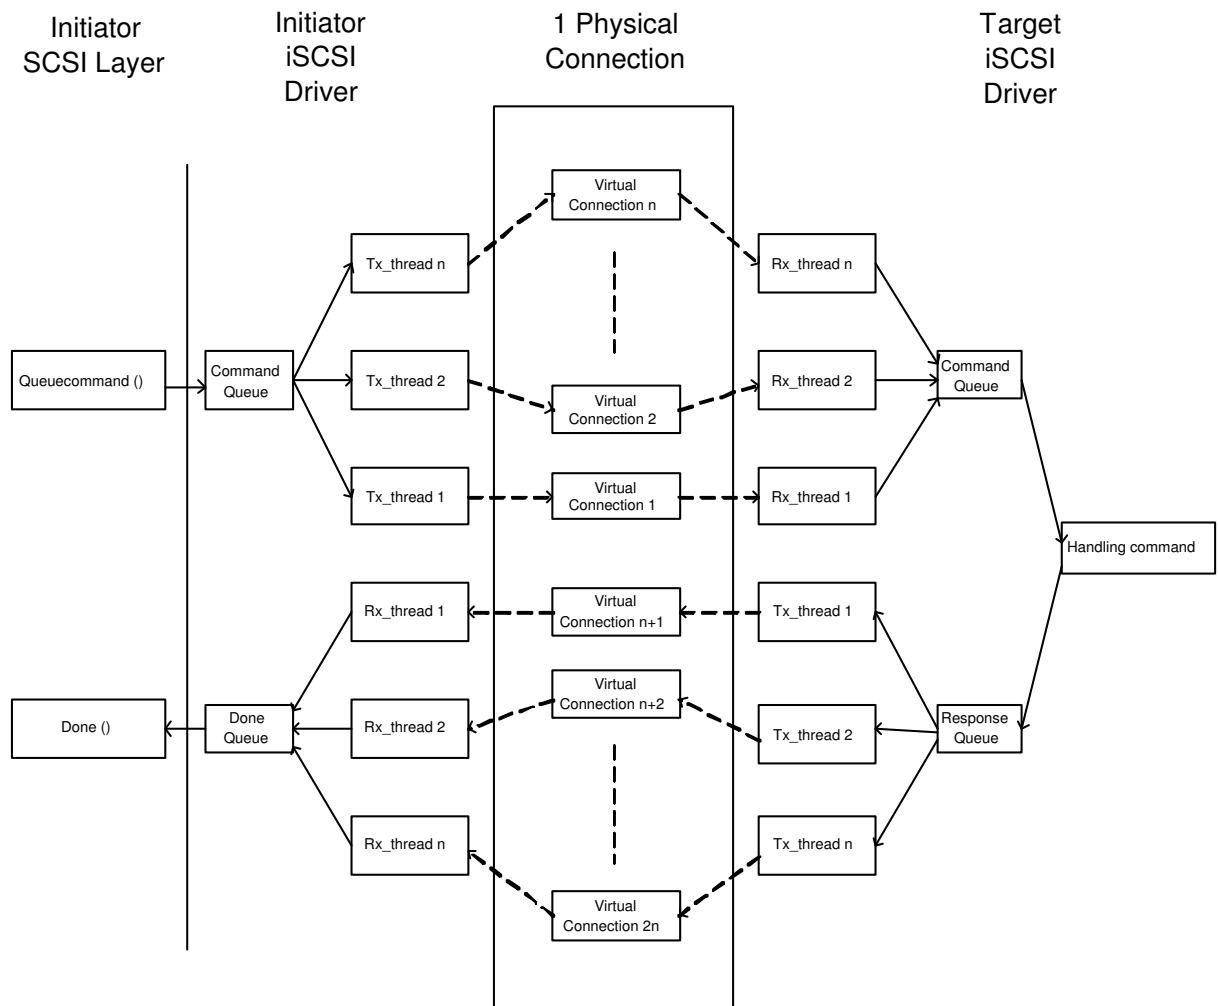 Initiator
SCSI Layer
Initiator
iSCSI
Driver
1 Physical
Connection
Target
iSCSI
Driver
Virtual
Connection n
Tx_thread n
Rx_thread n
Queuecommand ()
Command
Queue
Tx_thread 2
Virtual
Connection 2
Rx_thread 2
Command
Queue
Tx_thread 1
Virtual
Connection 1
Rx_thread 1
Handling command
Rx_thread 1
Virtual
Connection n+1
Tx_thread 1
Done ()
Done
Queue
Rx_thread 2
Virtual
Connection n+2
Tx_thread 2
Response
Queue
Rx_thread n
Tx_thread n
Virtual
Connection 2n